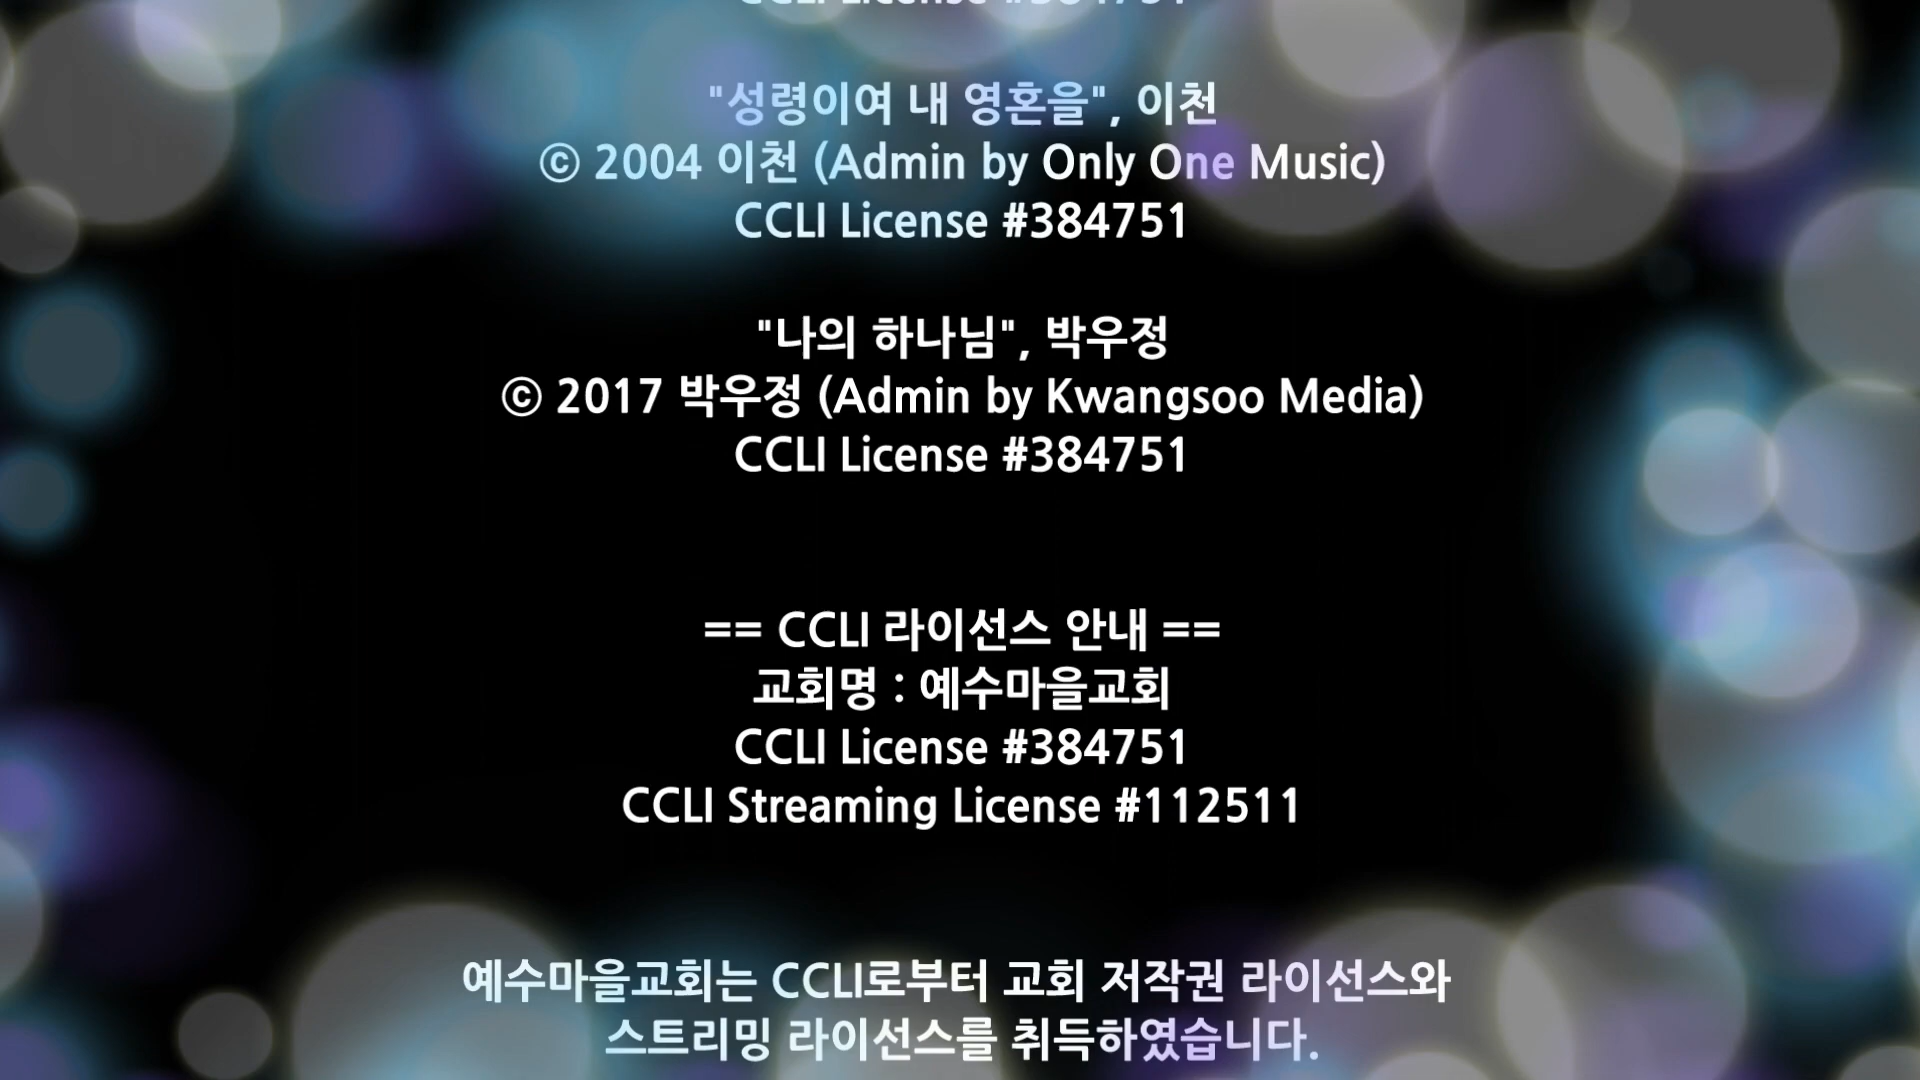 CCLI License #384751
"성령이여 내 영혼을", 이천
ⓒ 2004 이천 (Admin by Only One Music)
CCLI License #384751
"나의 하나님", 박우정
ⓒ 2017 박우정 (Admin by Kwangsoo Media)
CCLI License #384751
== CCLI 라이선스 안내 ==
교회명 : 예수마을교회
CCLI License #384751
CCLI Streaming License #112511
예수마을교회는 CCLI로부터 교회 저작권 라이선스와
스트리밍 라이선스를 취득하였습니다.